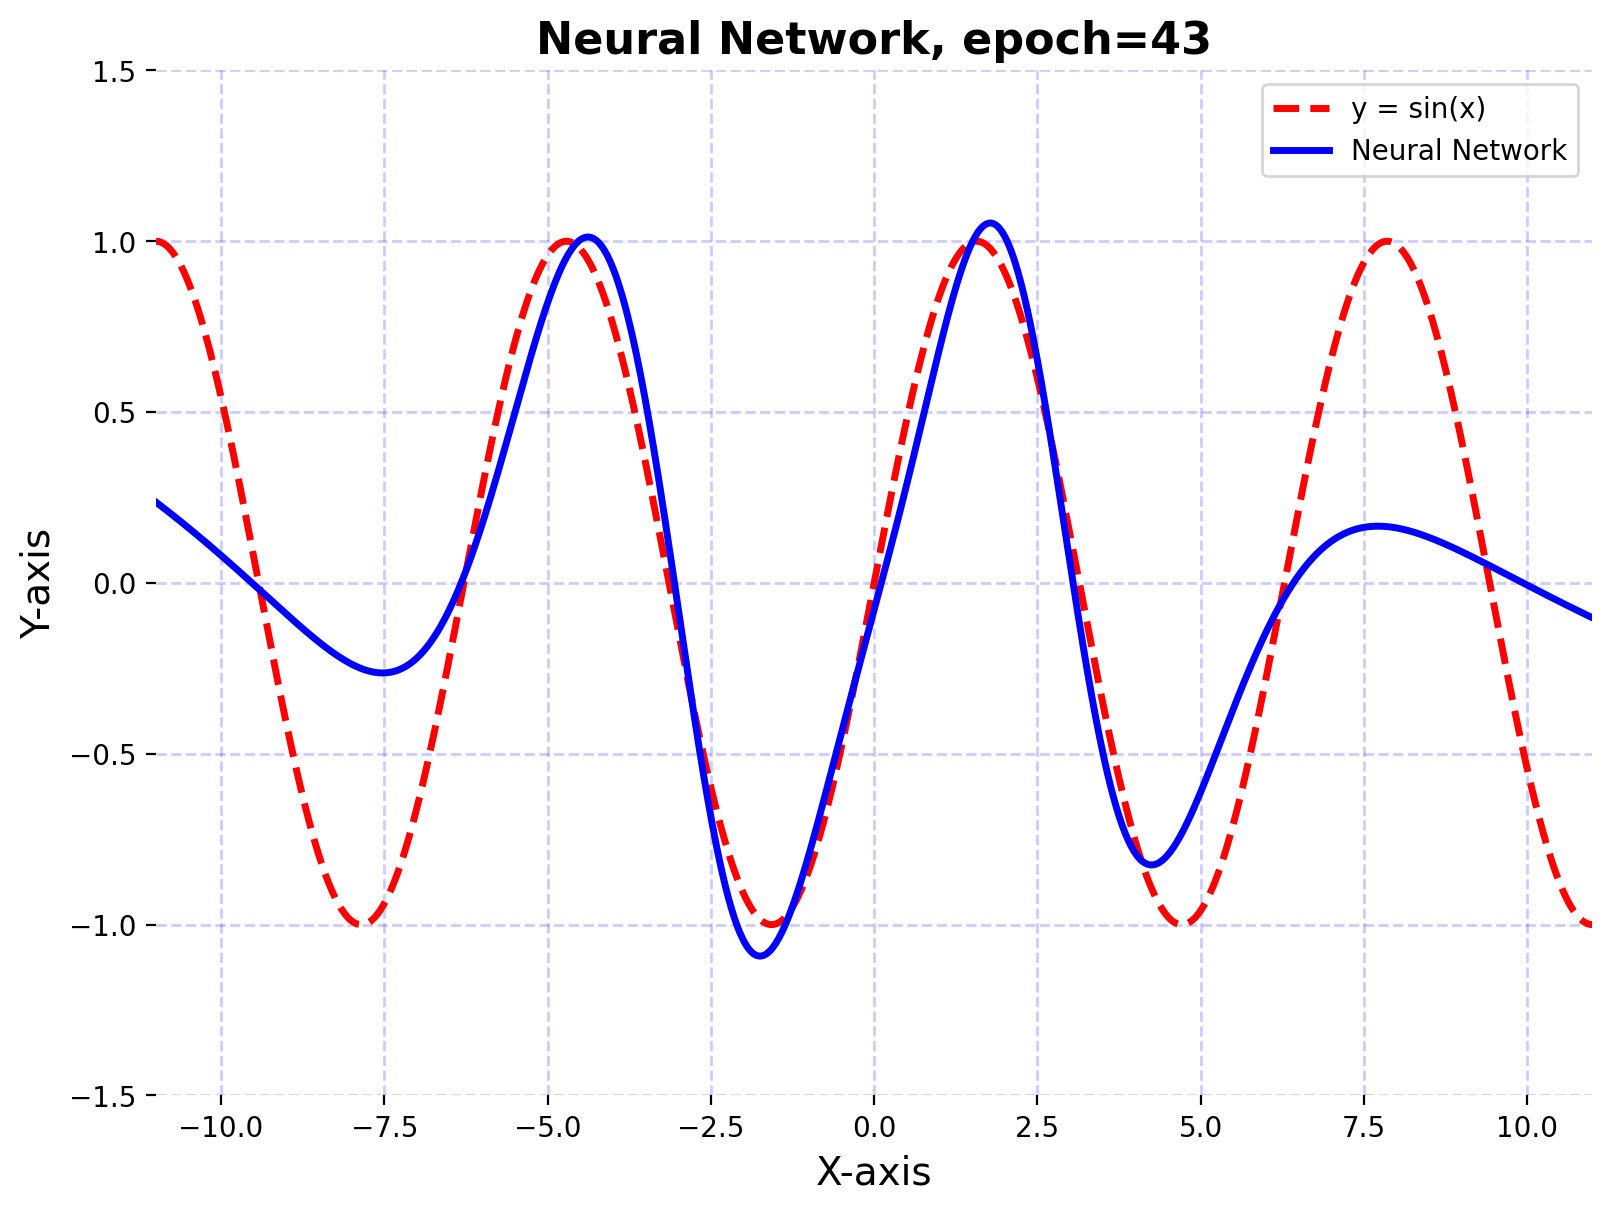 Neural Network, epoch=43
y = sin(x)
Neural Network
1.5
1.0
0.5
0.0
−0.5
−1.0
−1.5
Y-axis
−10.0 −7.5 −5.0 −2.5 0.0 2.5 5.0 7.5 10.0
X-axis